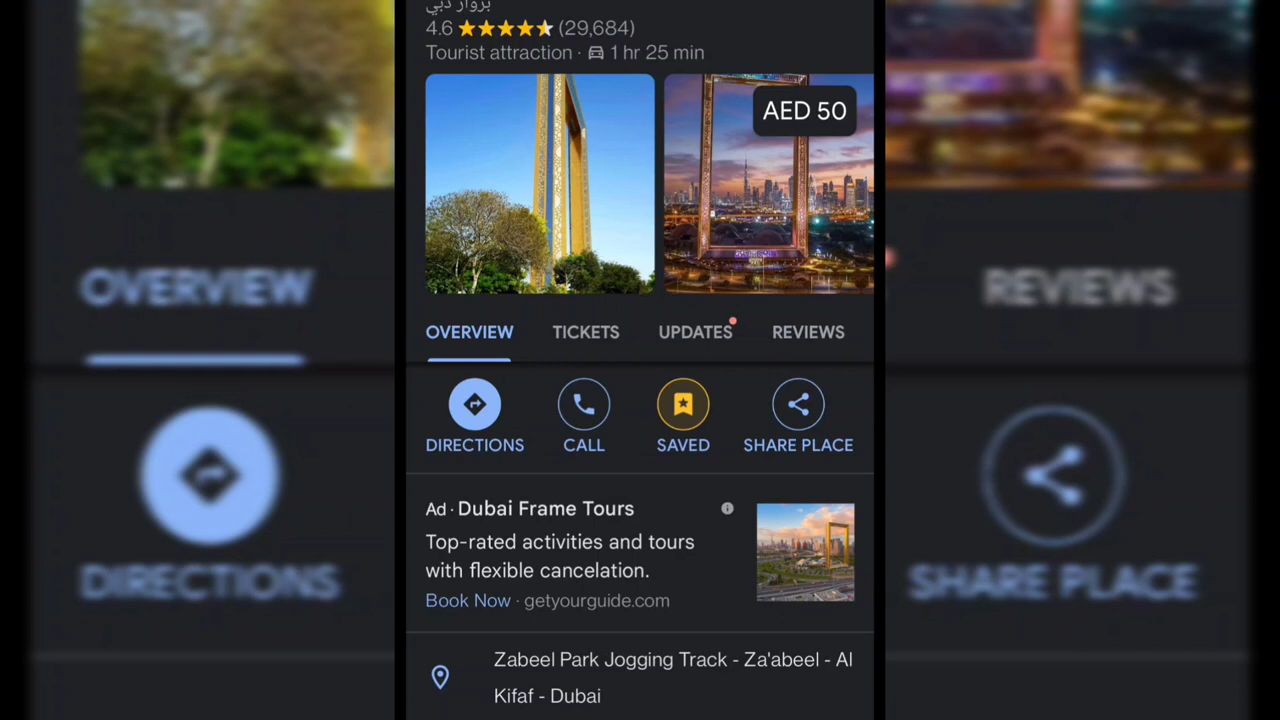 برواز دبي
4.6 (29,684)
Tourist attraction · 1 hr 25 min
AED 50
OVERVIEW TICKETS UPDATES REVIEWS
DIRECTIONS CALL SAVED SHARE PLACE
Ad · Dubai Frame Tours
Top-rated activities and tours
with flexible cancelation.
Book Now · getyourguide.com
Zabeel Park Jogging Track - Za'abeel - Al
Kifaf - Dubai
OVERVIEW
DIRECTIONS
REVIEWS
SHARE PLACE